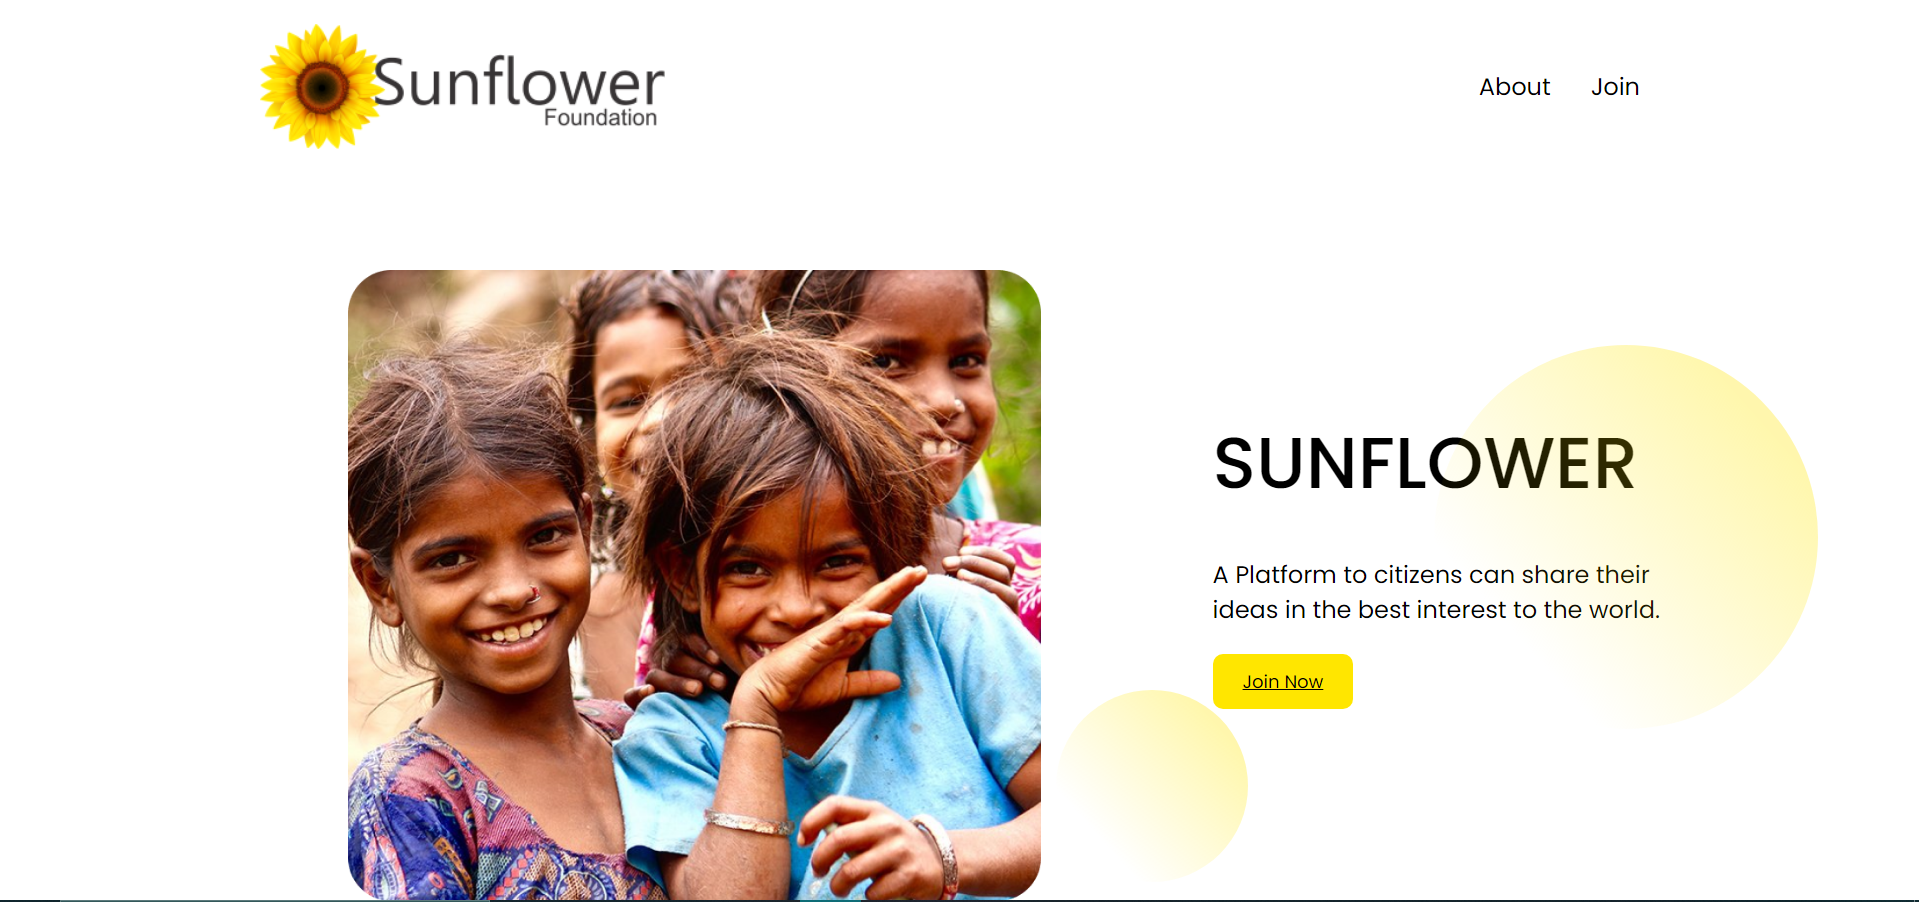 Sunflower
Foundation
About
Join
SUNFLOWER
A Platform to citizens can share their
ideas in the best interest to the world.
Join Now